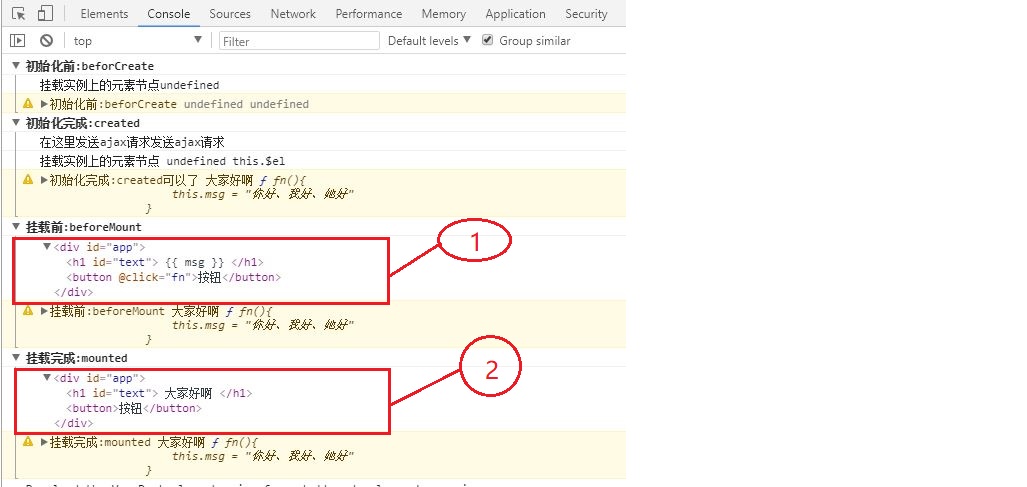 Elements Console Sources Network Performance Memory Application Security
top Filter Default levels Group similar
初始化前:beforCreate
挂载实例上的元素节点undefined
初始化前:beforCreate undefined undefined
初始化完成:created
在这里发送ajax请求发送ajax请求
挂载实例上的元素节点 undefined this.$el
初始化完成:created可以了 大家好啊 ƒ fn(){
this.msg = "你好、我好、她好"
}
挂载前:beforeMount
<div id="app">
<h1 id="text"> {{ msg }} </h1>
<button @click="fn">按钮</button>
</div>
1
挂载前:beforeMount 大家好啊 ƒ fn(){
this.msg = "你好、我好、她好"
}
挂载完成:mounted
<div id="app">
<h1 id="text"> 大家好啊 </h1>
<button>按钮</button>
</div>
2
挂载完成:mounted 大家好啊 ƒ fn(){
this.msg = "你好、我好、她好"
}